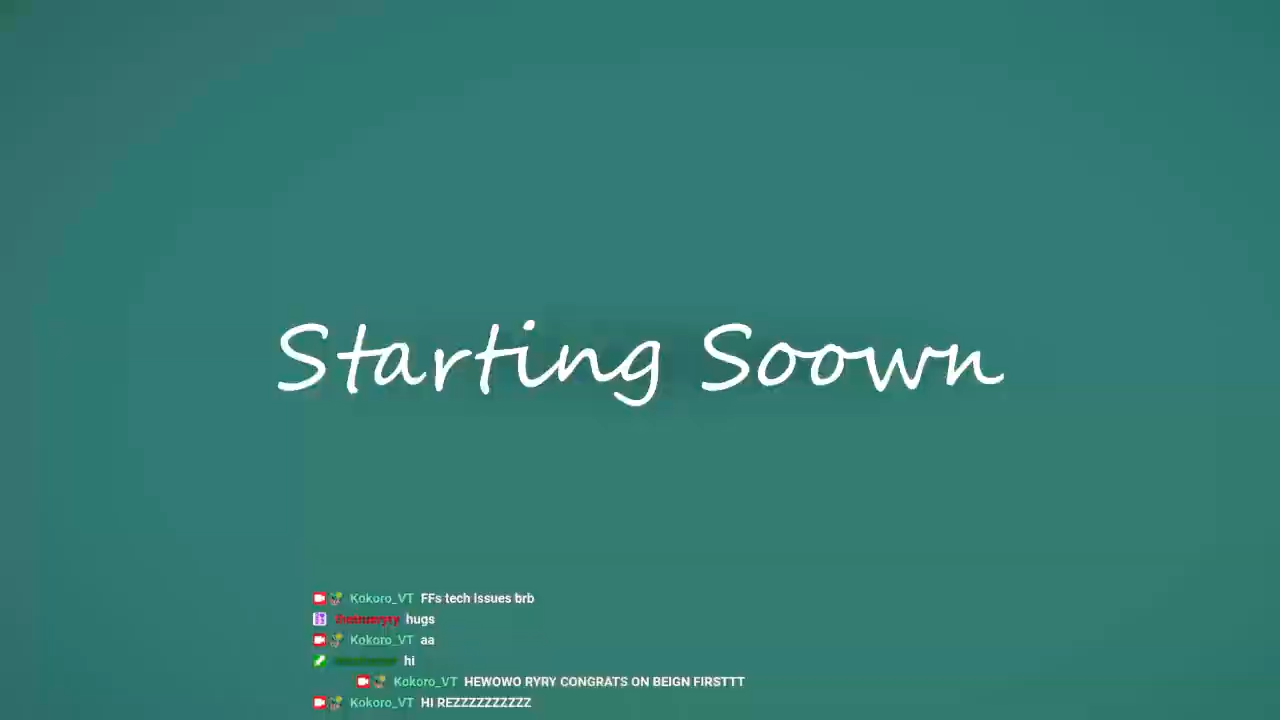 Starting Soown
Kokoro_VT FFs tech issues brb
hugs
Kokoro_VT aa
hi
Kokoro_VT HEWOWO RYRY CONGRATS ON BEIGN FIRSTTT
Kokoro_VT HI REZZZZZZZZZZ